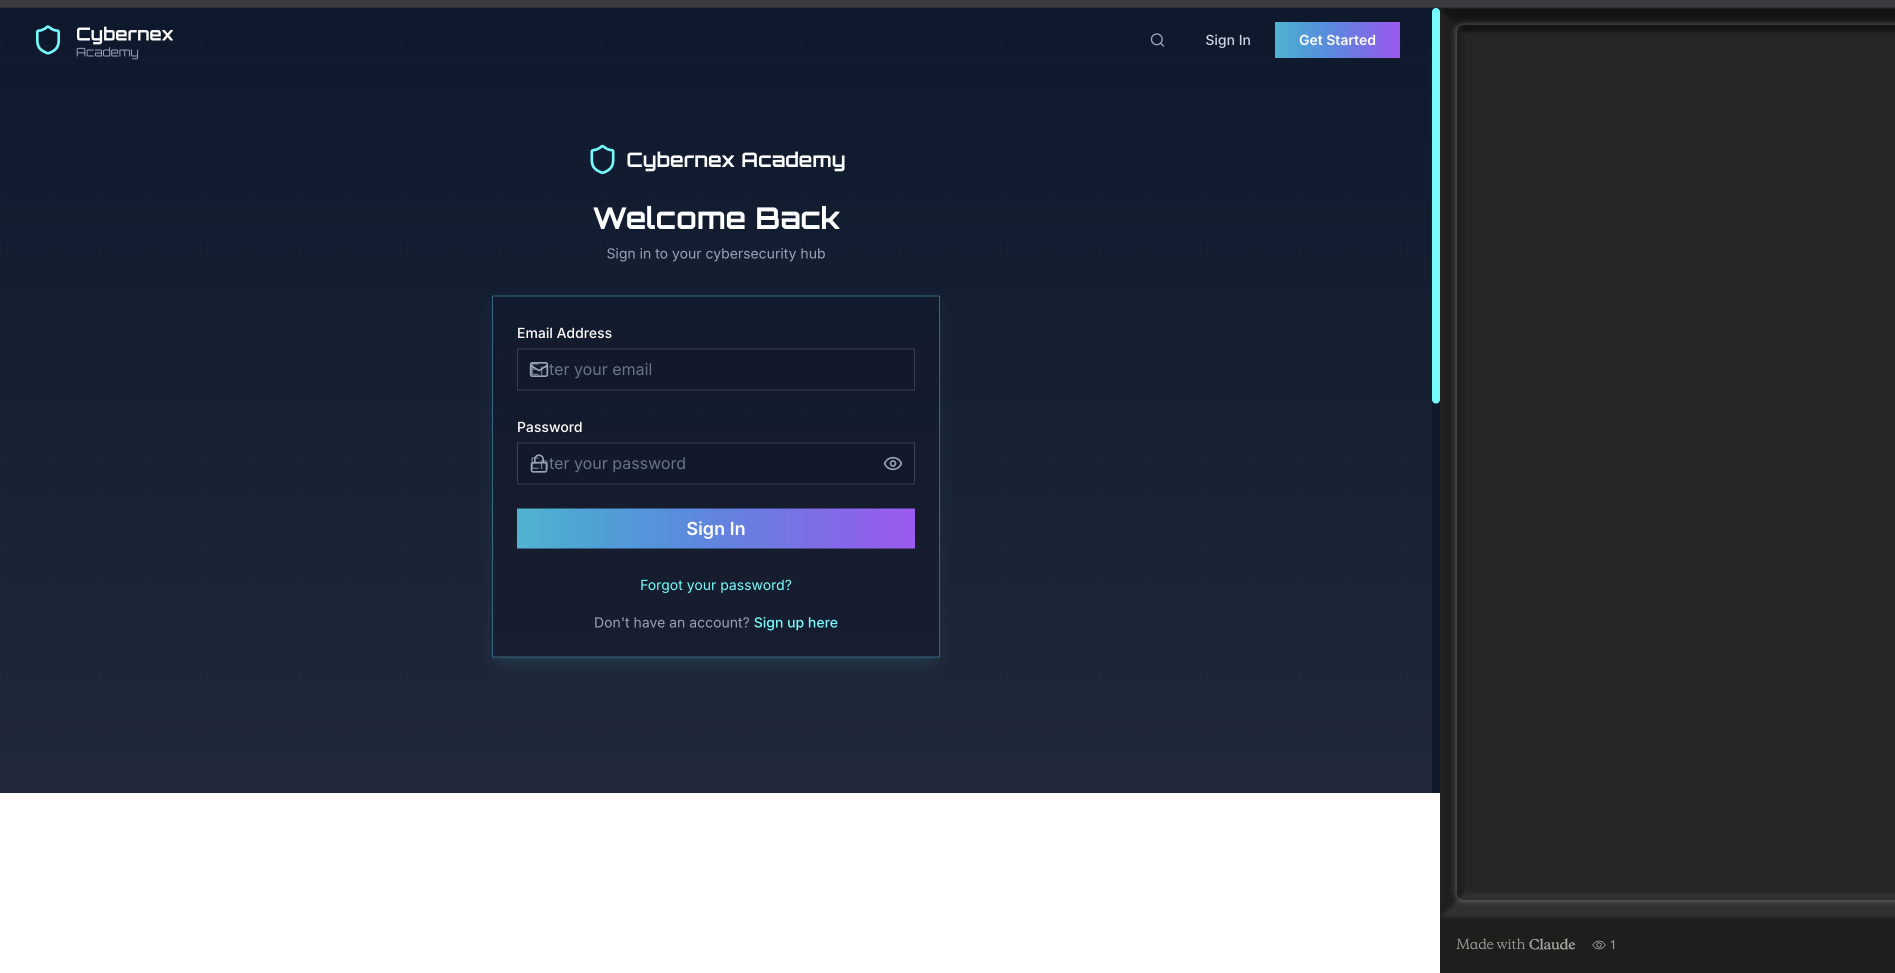 Cybernex
Academy
Sign In
Get Started
Cybernex Academy
Welcome Back
Sign in to your cybersecurity hub
Email Address
Enter your email
Password
Enter your password
Sign In
Forgot your password?
Don't have an account? Sign up here
Made with Claude
1